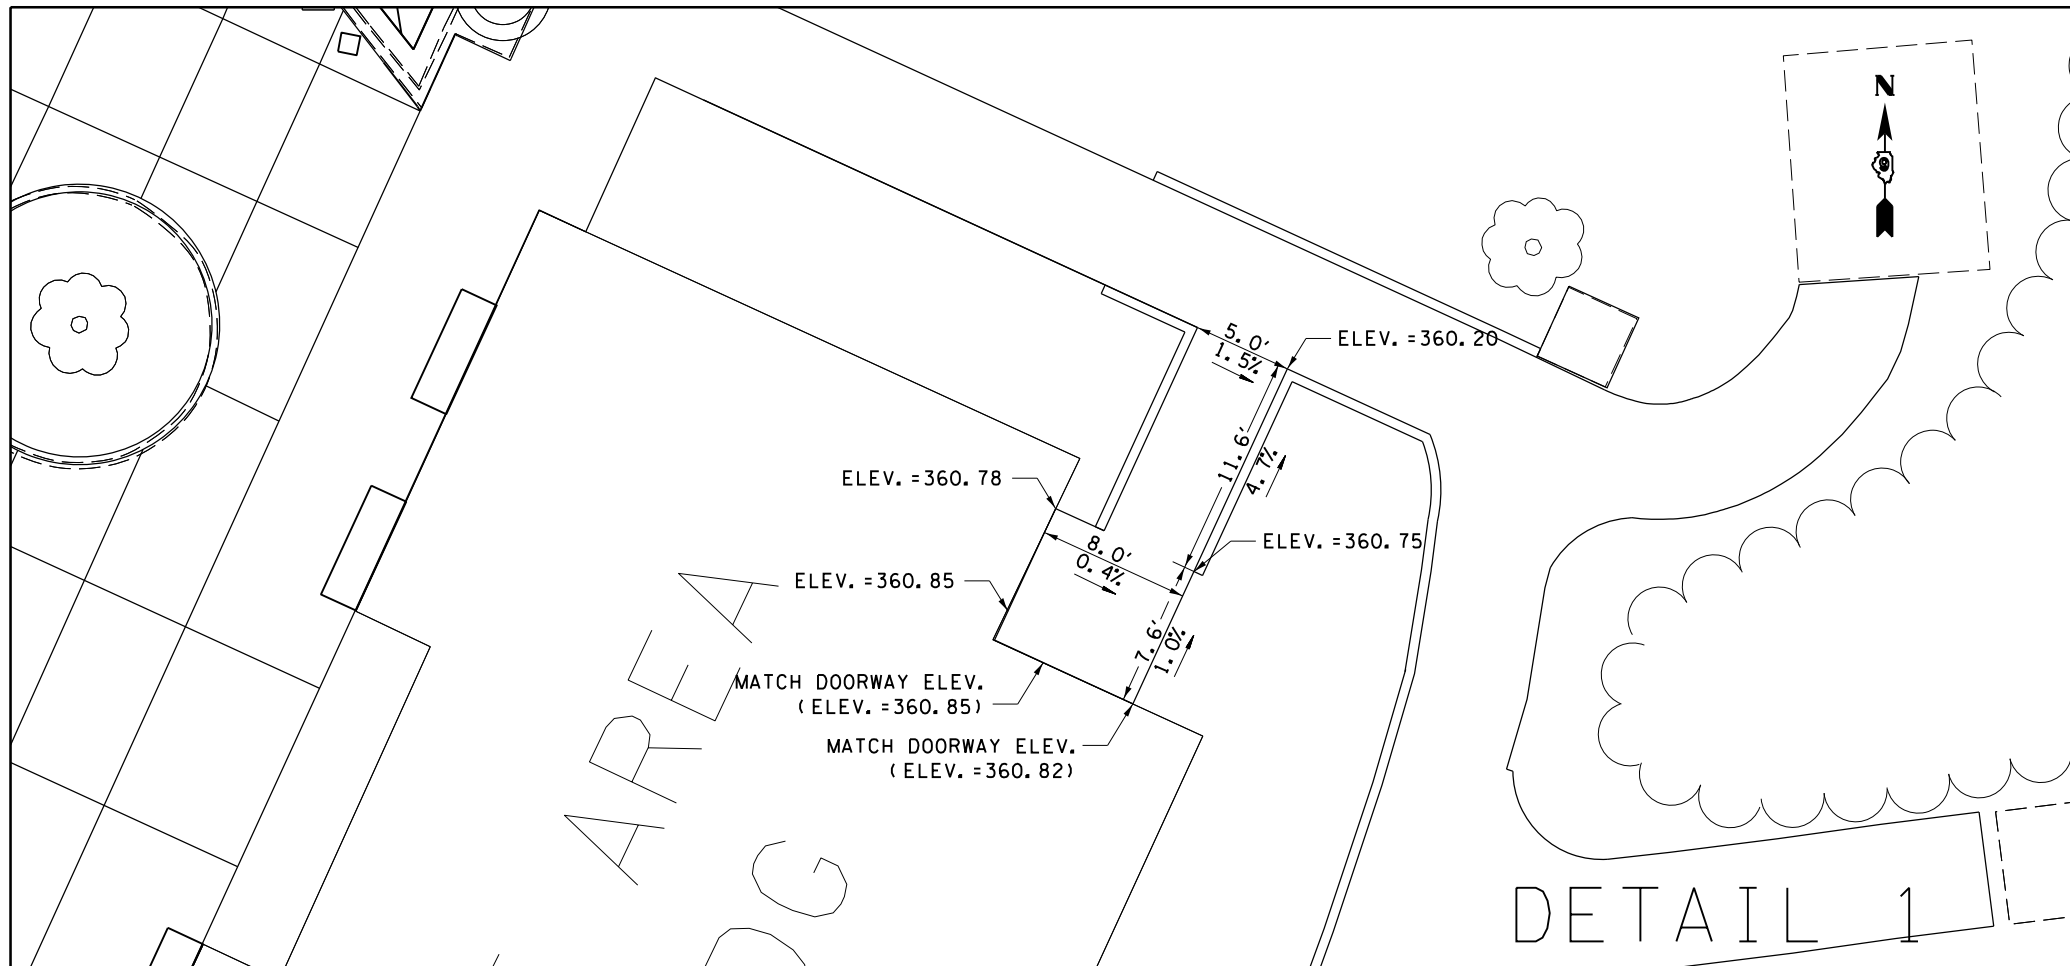 N
5.0'
1.5%
ELEV.=360.20
11.6'
4.7%
ELEV.=360.78
8.0'
0.4%
ELEV.=360.75
ELEV.=360.85
7.6'
1.0%
MATCH DOORWAY ELEV.
(ELEV.=360.85)
MATCH DOORWAY ELEV.
(ELEV.=360.82)
AREA
DETAIL 1